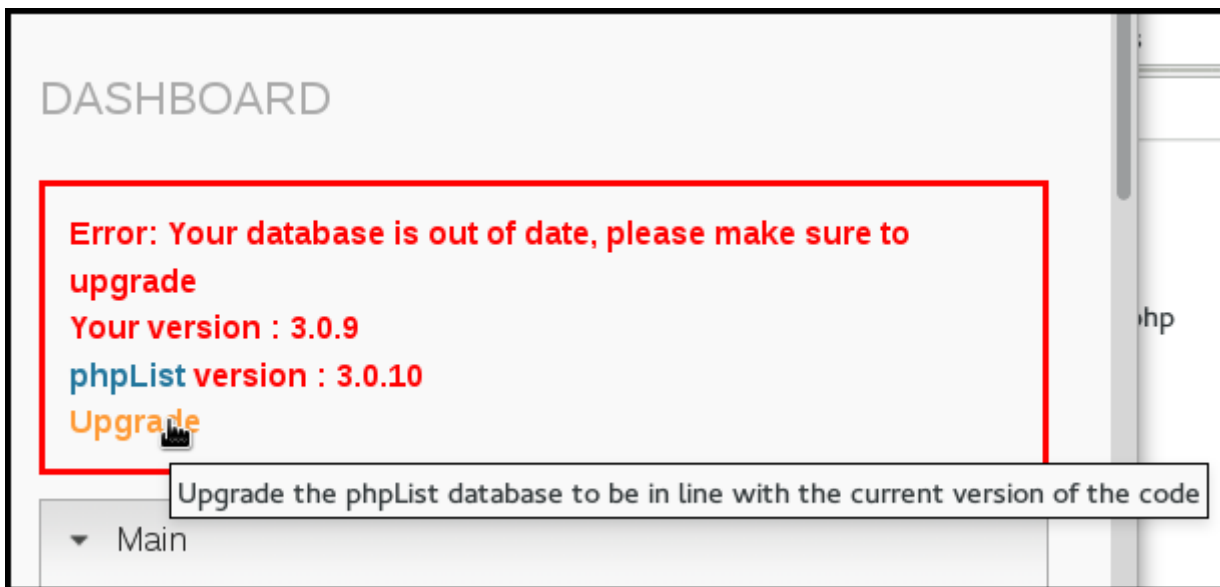 DASHBOARD
Error: Your database is out of date, please make sure to
upgrade
Your version : 3.0.9
phpList version : 3.0.10
Upgrade
Upgrade the phpList database to be in line with the current version of the code
Main